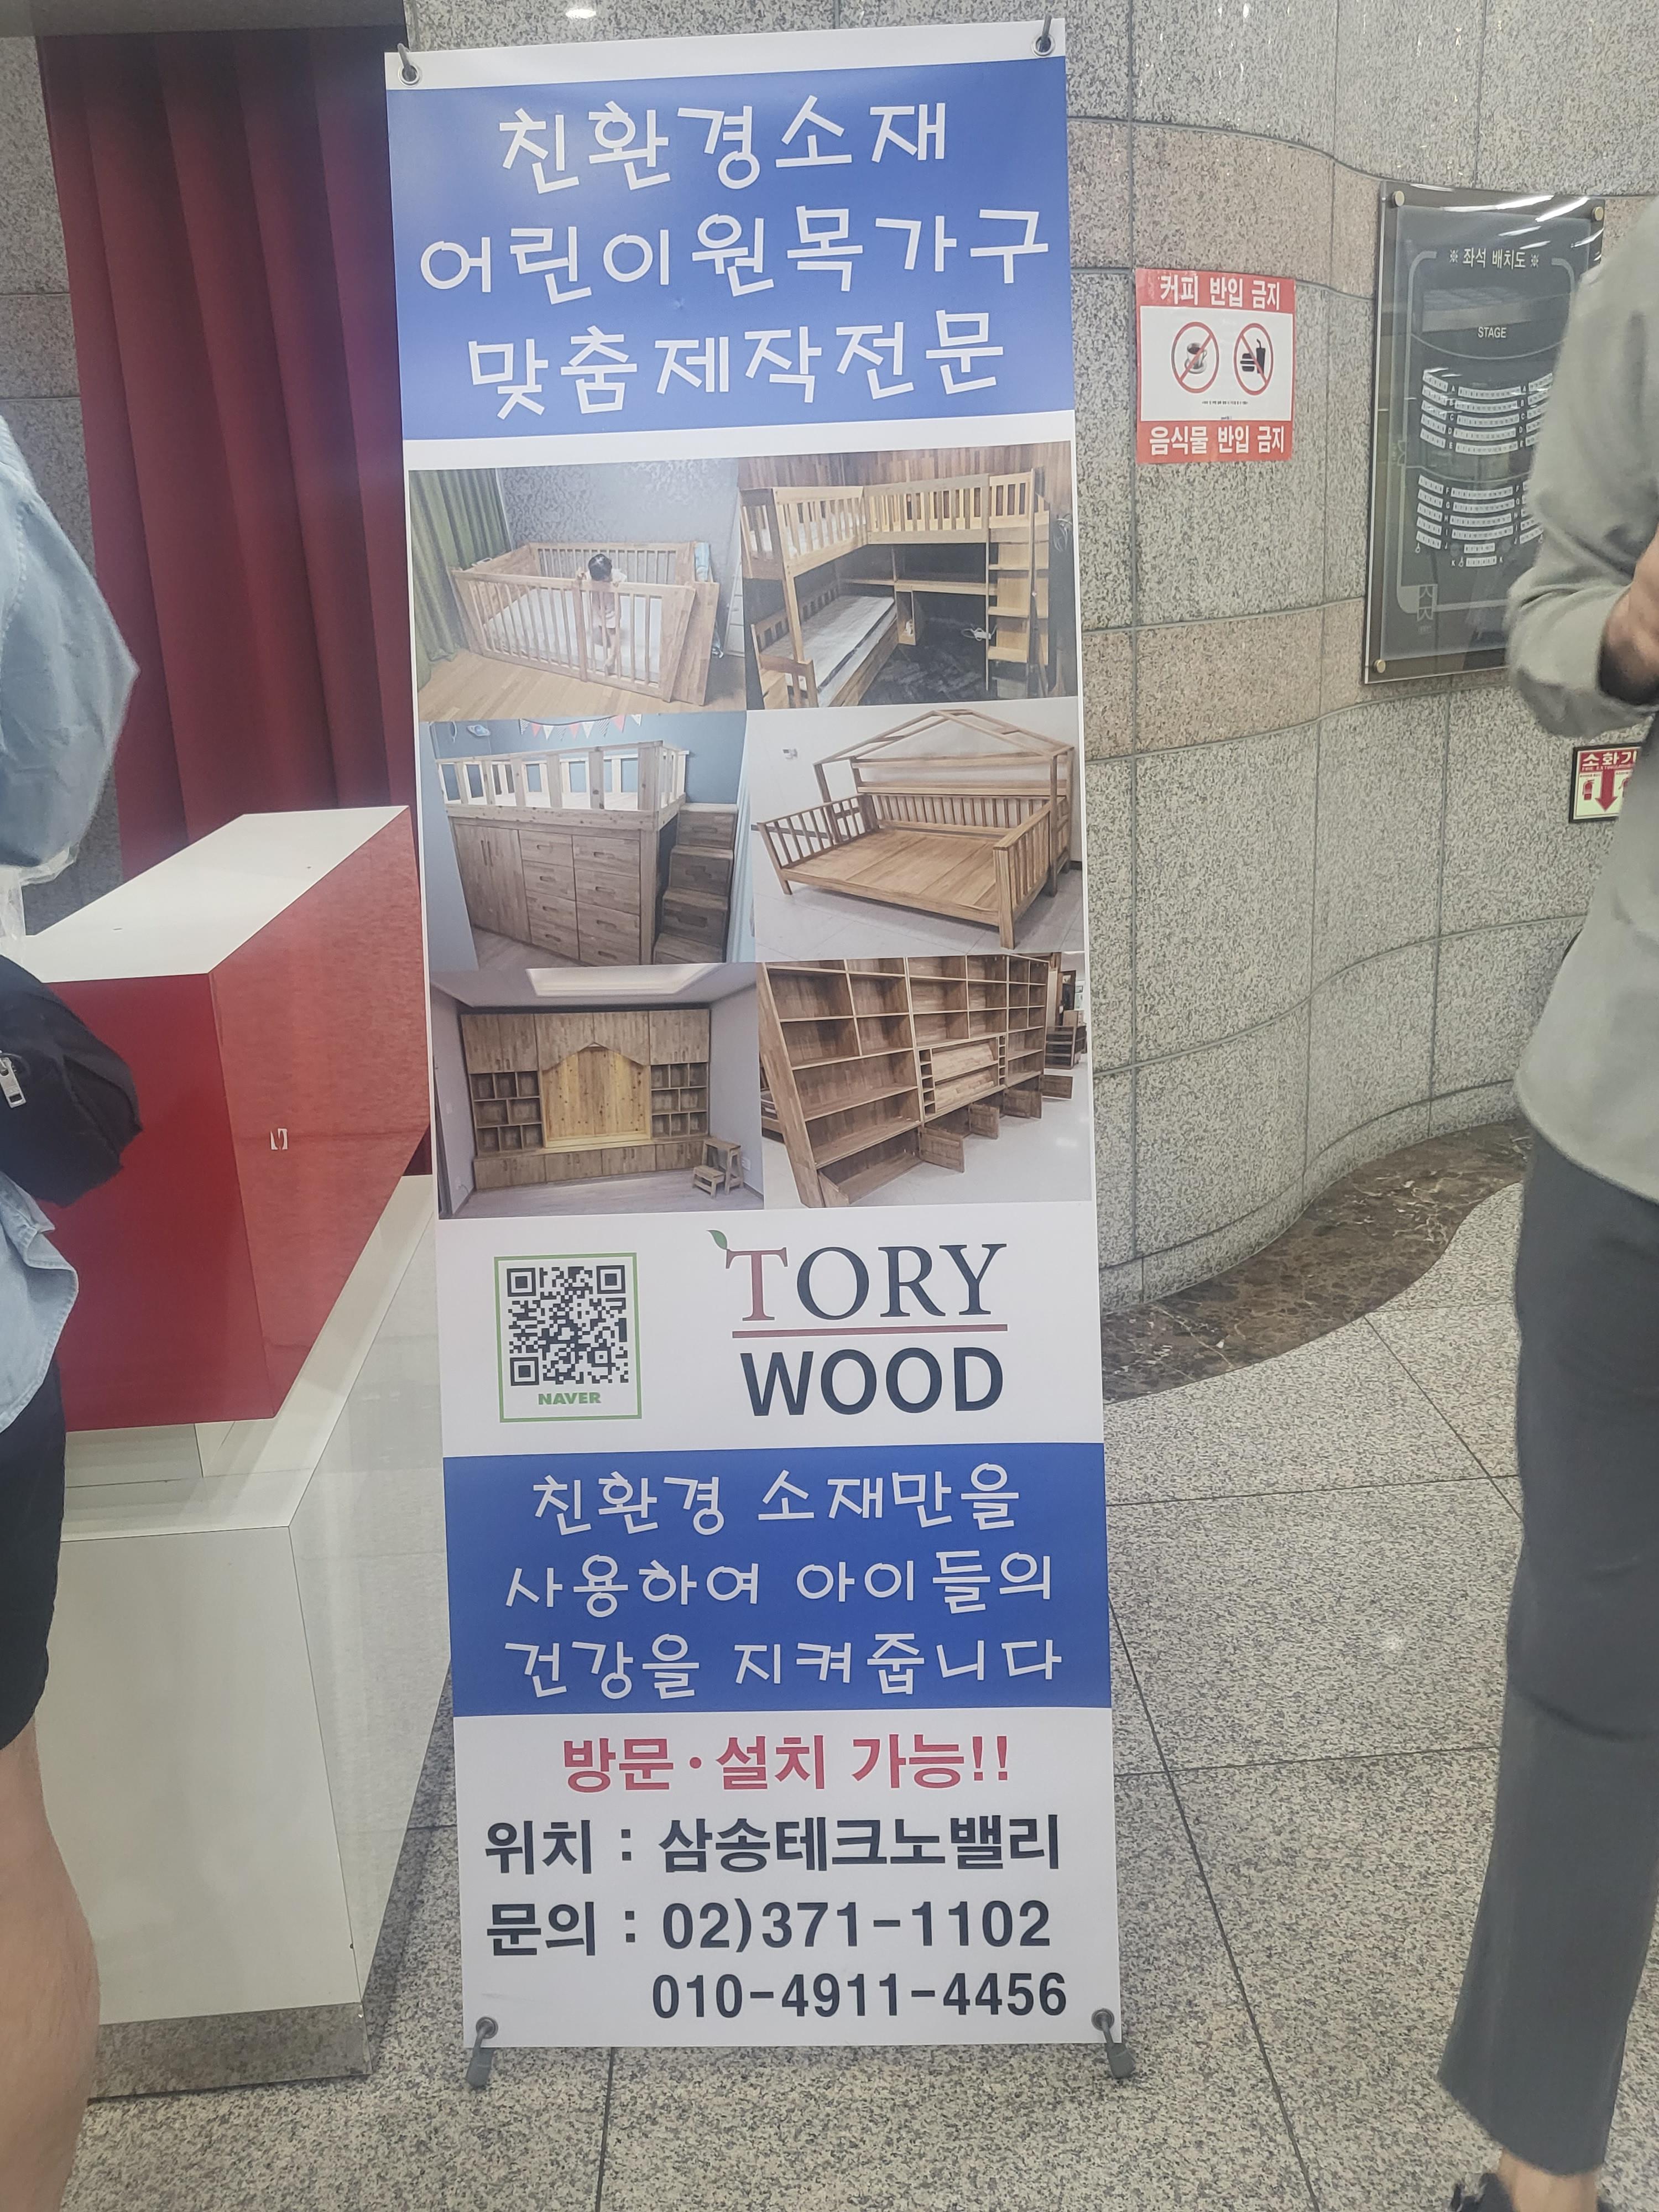 친환경소재
어린이원목가구
맞춤제작전문
NAVER
TORY
WOOD
친환경 소재만을
사용하여 아이들의
건강을 지켜줍니다
방문·설치 가능!!
위치 : 삼송테크노밸리
문의 : 02)371-1102
010-4911-4456
커피 반입 금지
음식물 반입 금지
※ 좌석 배치도 ※
STAGE
소화기